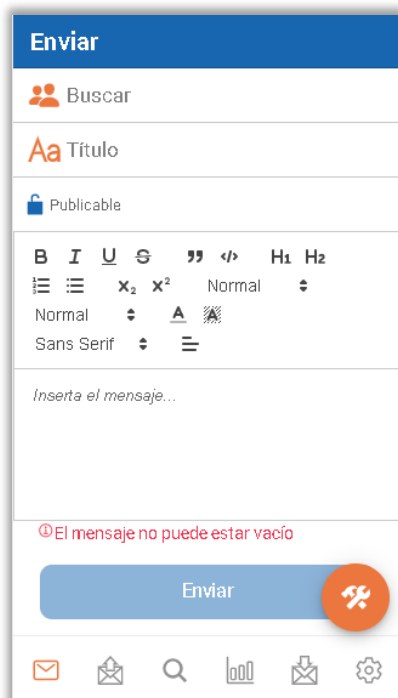 Enviar
Buscar
Aa Título
Publicable
B I U S ” </> H1 H2
X2 X² Normal
Normal A A
Sans Serif
Inserta el mensaje...
El mensaje no puede estar vacío
Enviar